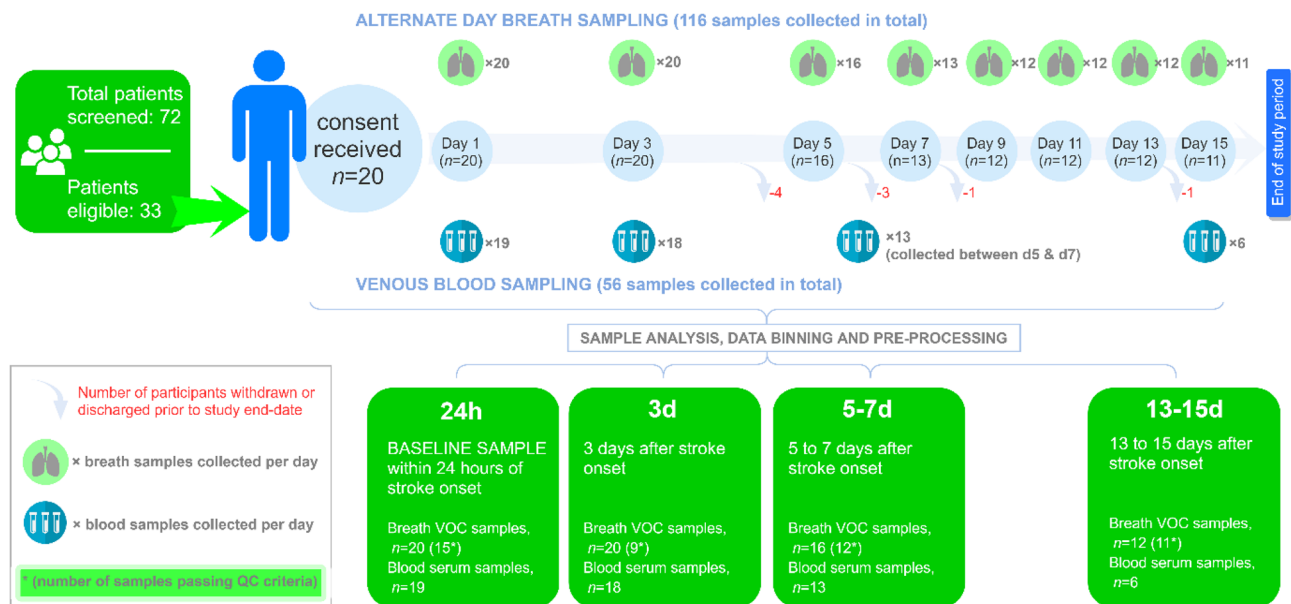 ALTERNATE DAY BREATH SAMPLING (116 samples collected in total)
×20
×20
×16
×13
×12
×12
×12
×11
Total patients
screened: 72
Patients
eligible: 33
consent
received
n=20
Day 1
(n=20)
Day 3
(n=20)
Day 5
(n=16)
Day 7
(n=13)
Day 9
(n=12)
Day 11
(n=12)
Day 13
(n=12)
Day 15
(n=11)
End of study period
-4
-3
-1
-1
×19
×18
×13
(collected between d5 & d7)
×6
VENOUS BLOOD SAMPLING (56 samples collected in total)
SAMPLE ANALYSIS, DATA BINNING AND PRE-PROCESSING
Number of participants withdrawn or
discharged prior to study end-date
× breath samples collected per day
× blood samples collected per day
* (number of samples passing QC criteria)
24h
BASELINE SAMPLE
within 24 hours of
stroke onset
Breath VOC samples,
n=20 (15*)
Blood serum samples,
n=19
3d
3 days after stroke
onset
Breath VOC samples,
n=20 (9*)
Blood serum samples,
n=18
5-7d
5 to 7 days after
stroke onset
Breath VOC samples,
n=16 (12*)
Blood serum samples,
n=13
13-15d
13 to 15 days after
stroke onset
Breath VOC samples,
n=12 (11*)
Blood serum samples,
n=6